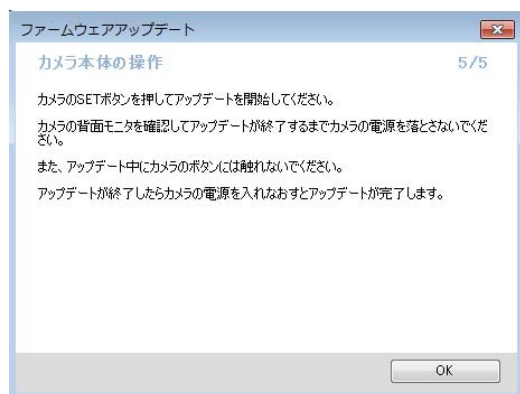 ファームウェアアップデート
カメラ本体の操作 5/5
カメラのSETボタンを押してアップデートを開始してください。
カメラの背面モニタを確認してアップデートが終了するまでカメラの電源を落とさないでくだ
さい。
また、アップデート中にカメラのボタンには触れないでください。
アップデートが終了したらカメラの電源を入れなおすとアップデートが完了します。
OK